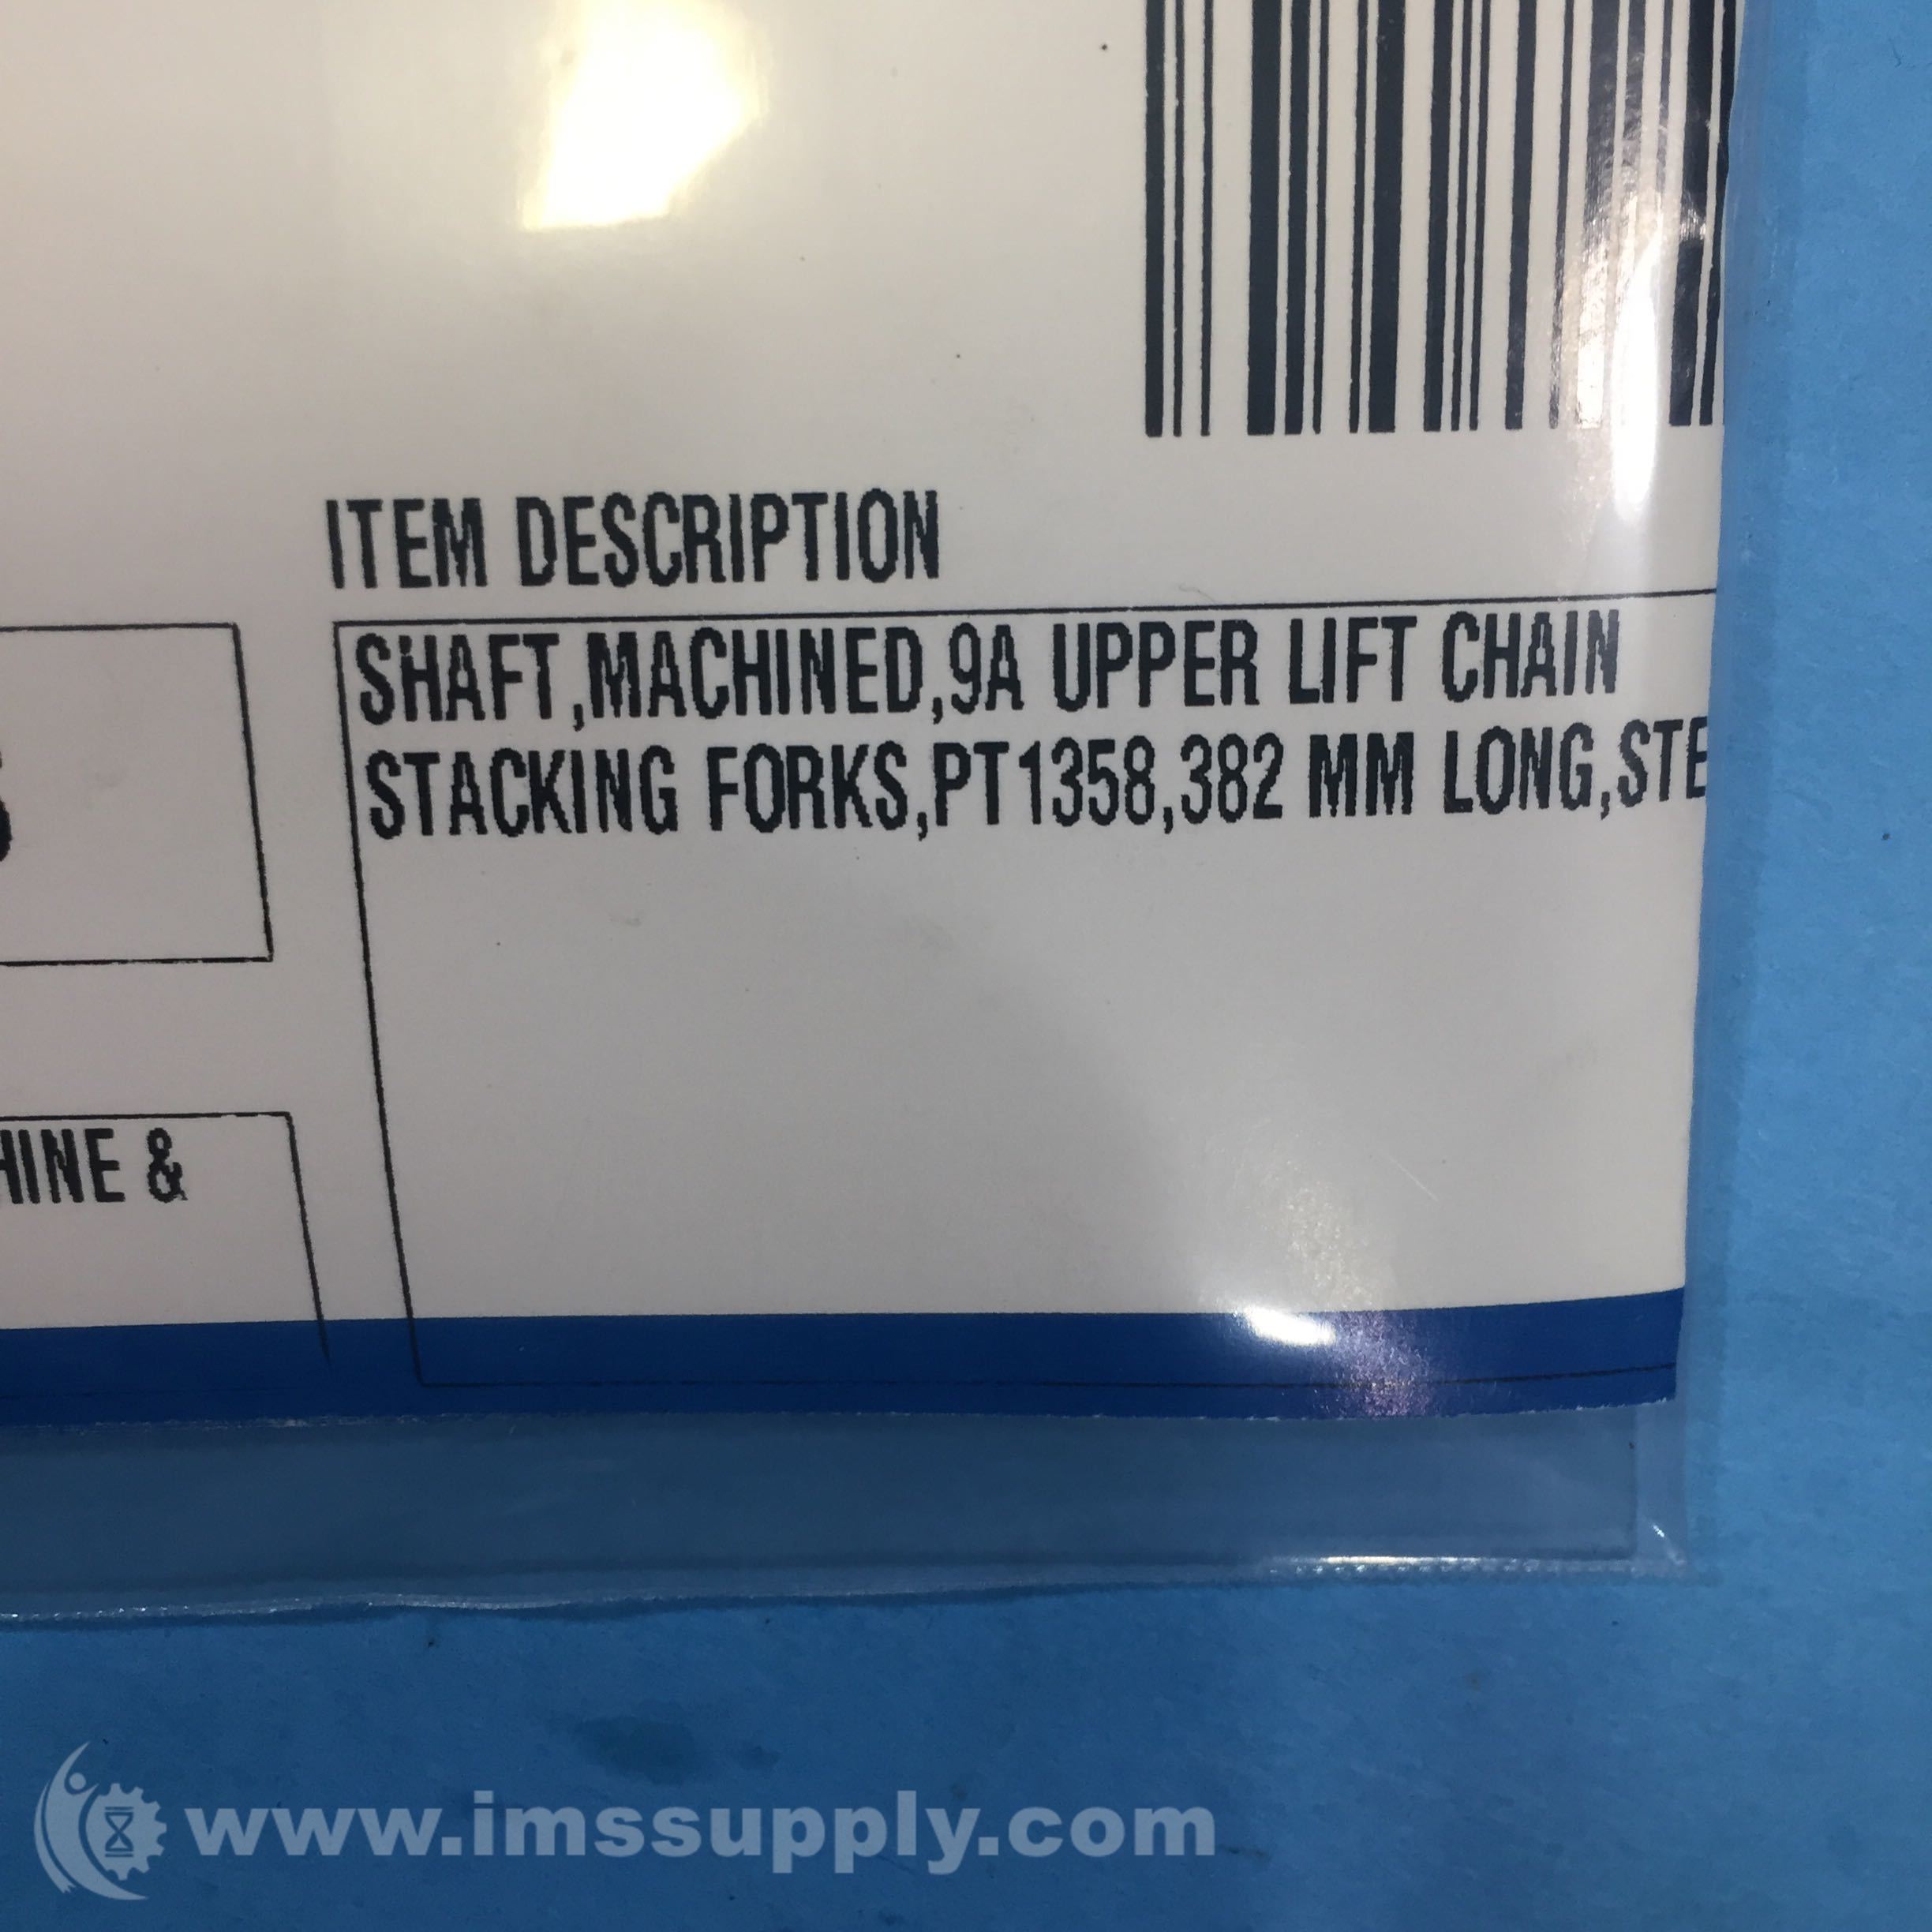 ITEM DESCRIPTION
SHAFT,MACHINED,9A UPPER LIFT CHAIN
STACKING FORKS,PT1358,382 MM LONG,STE
HINE &
www.imssupply.com